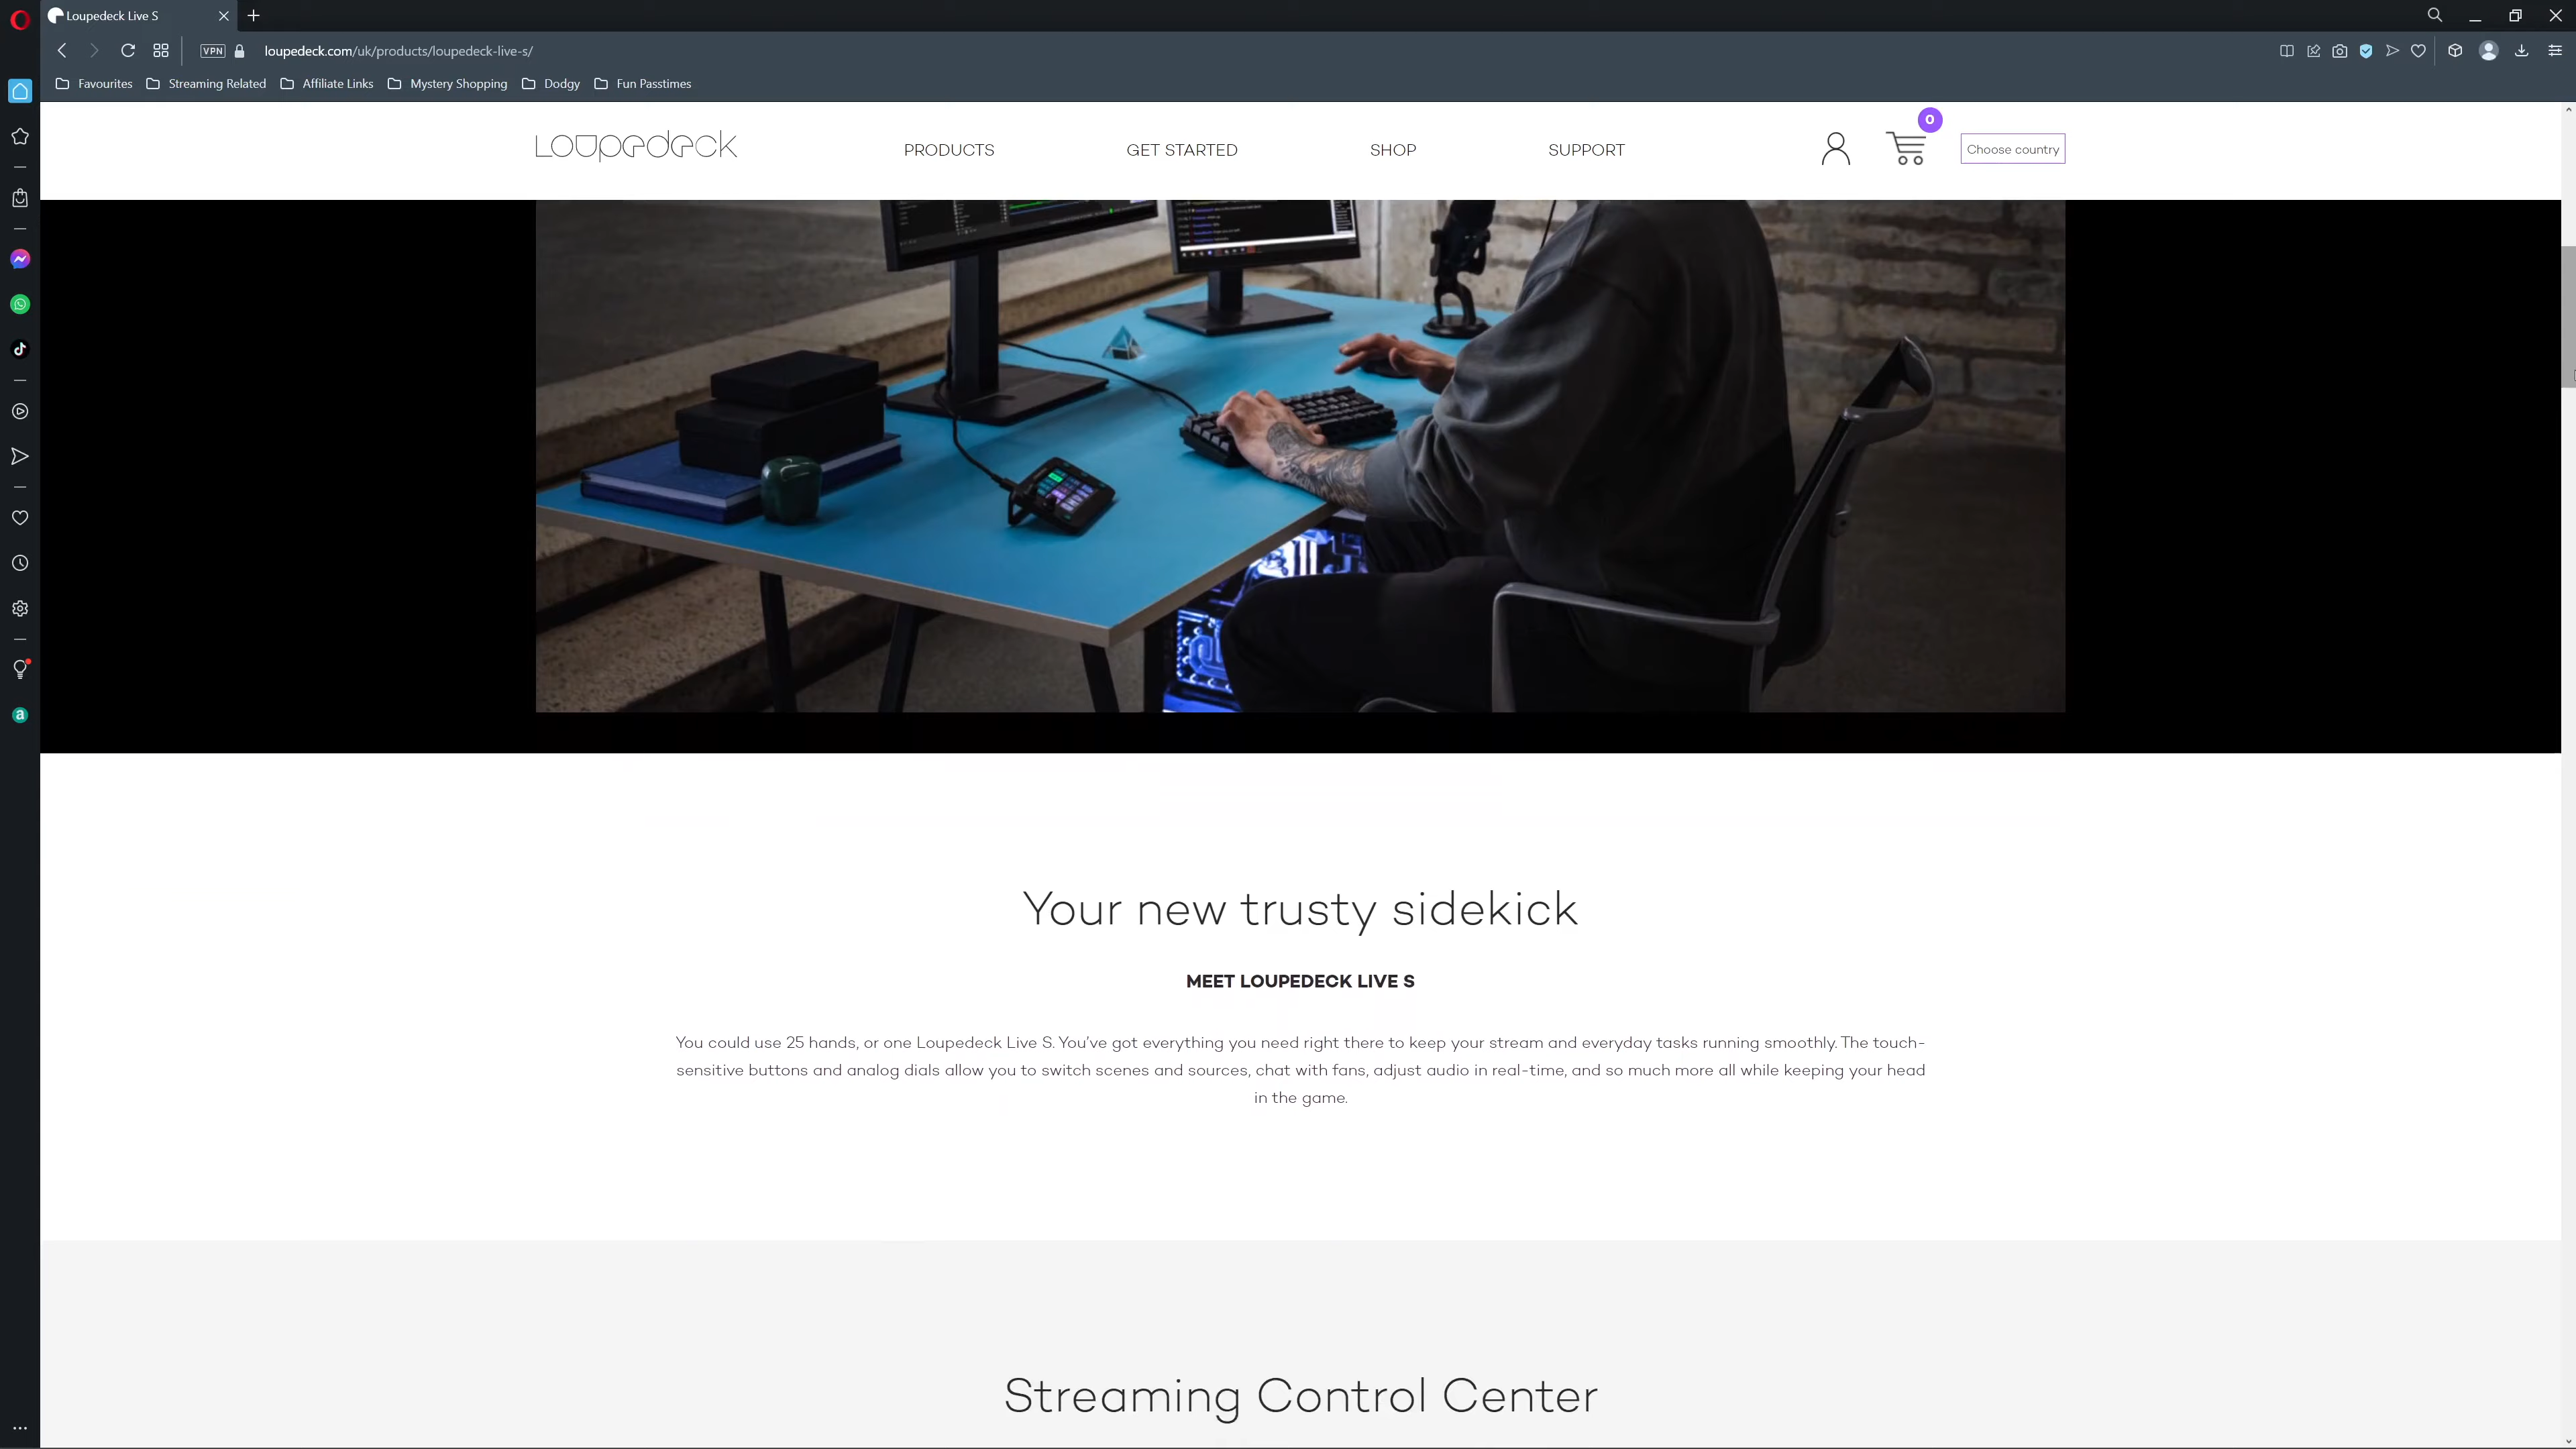 Loupedeck Live S
VPN
loupedeck.com/uk/products/loupedeck-live-s/
Favourites Streaming Related Affiliate Links Mystery Shopping Dodgy Fun Passtimes
Loupedeck PRODUCTS GET STARTED SHOP SUPPORT 0 Choose country
Your new trusty sidekick
MEET LOUPEDECK LIVE S
You could use 25 hands, or one Loupedeck Live S. You’ve got everything you need right there to keep your stream and everyday tasks running smoothly. The touch-
sensitive buttons and analog dials allow you to switch scenes and sources, chat with fans, adjust audio in real-time, and so much more all while keeping your head
in the game.
Streaming Control Center